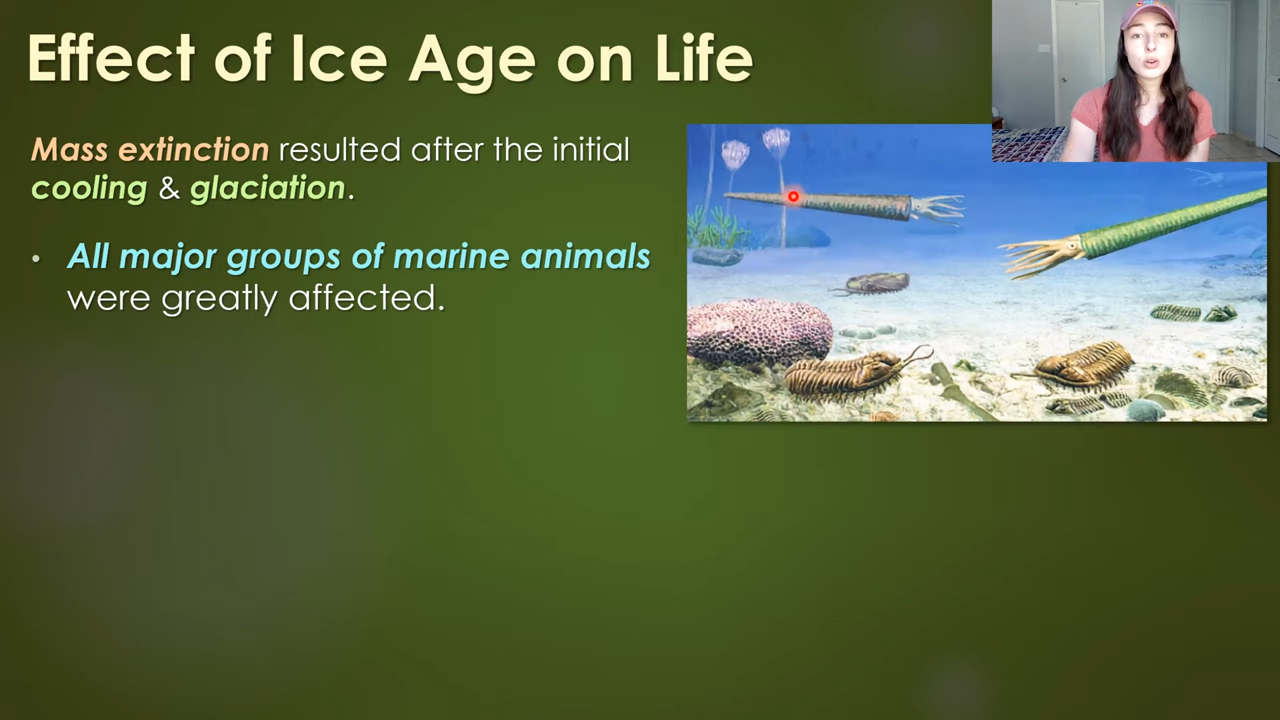 Effect of Ice Age on Life
Mass extinction resulted after the initial
cooling & glaciation.
• All major groups of marine animals
were greatly affected.